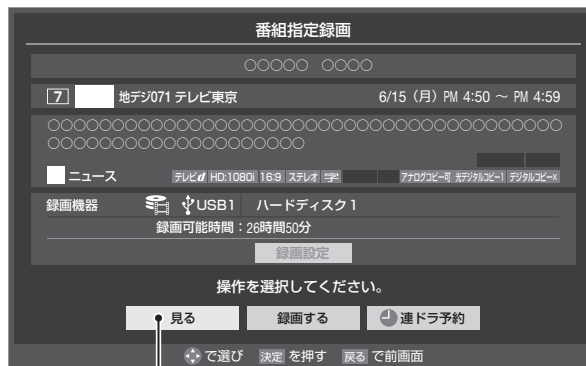 番組指定録画
○○○○○ ○○○○
7 地デジ071 テレビ東京 6/15（月）PM 4:50 ～ PM 4:59
○○○○○○○○○○○○○○○○○○○○○○○○○○○○○○○○○○○○○○○○
○○○○○○○○○○○○○○○○○○○○
ニュース テレビd HD:1080i 16:9 ステレオ 字 アナログコピー可 光デジタルコピー1 デジタルコピー×
録画機器 USB1 ハードディスク1
録画可能時間：26時間50分
録画設定
操作を選択してください。
見る 録画する 連ドラ予約
で選び 決定 を押す 戻る で前画面